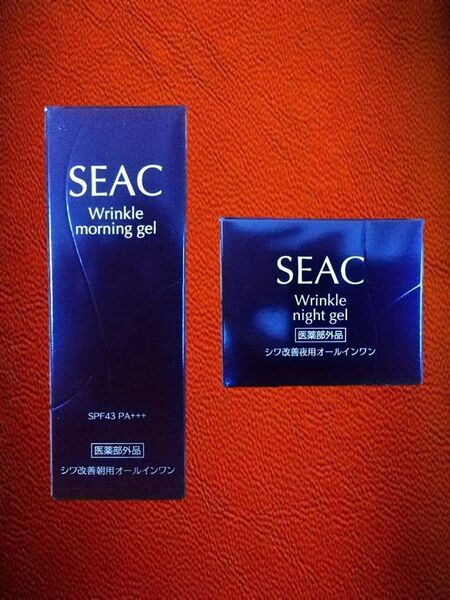 SEAC
Wrinkle
morning gel
SPF43 PA+++
医薬部外品
シワ改善朝用オールインワン
SEAC
Wrinkle
night gel
医薬部外品
シワ改善夜用オールインワン